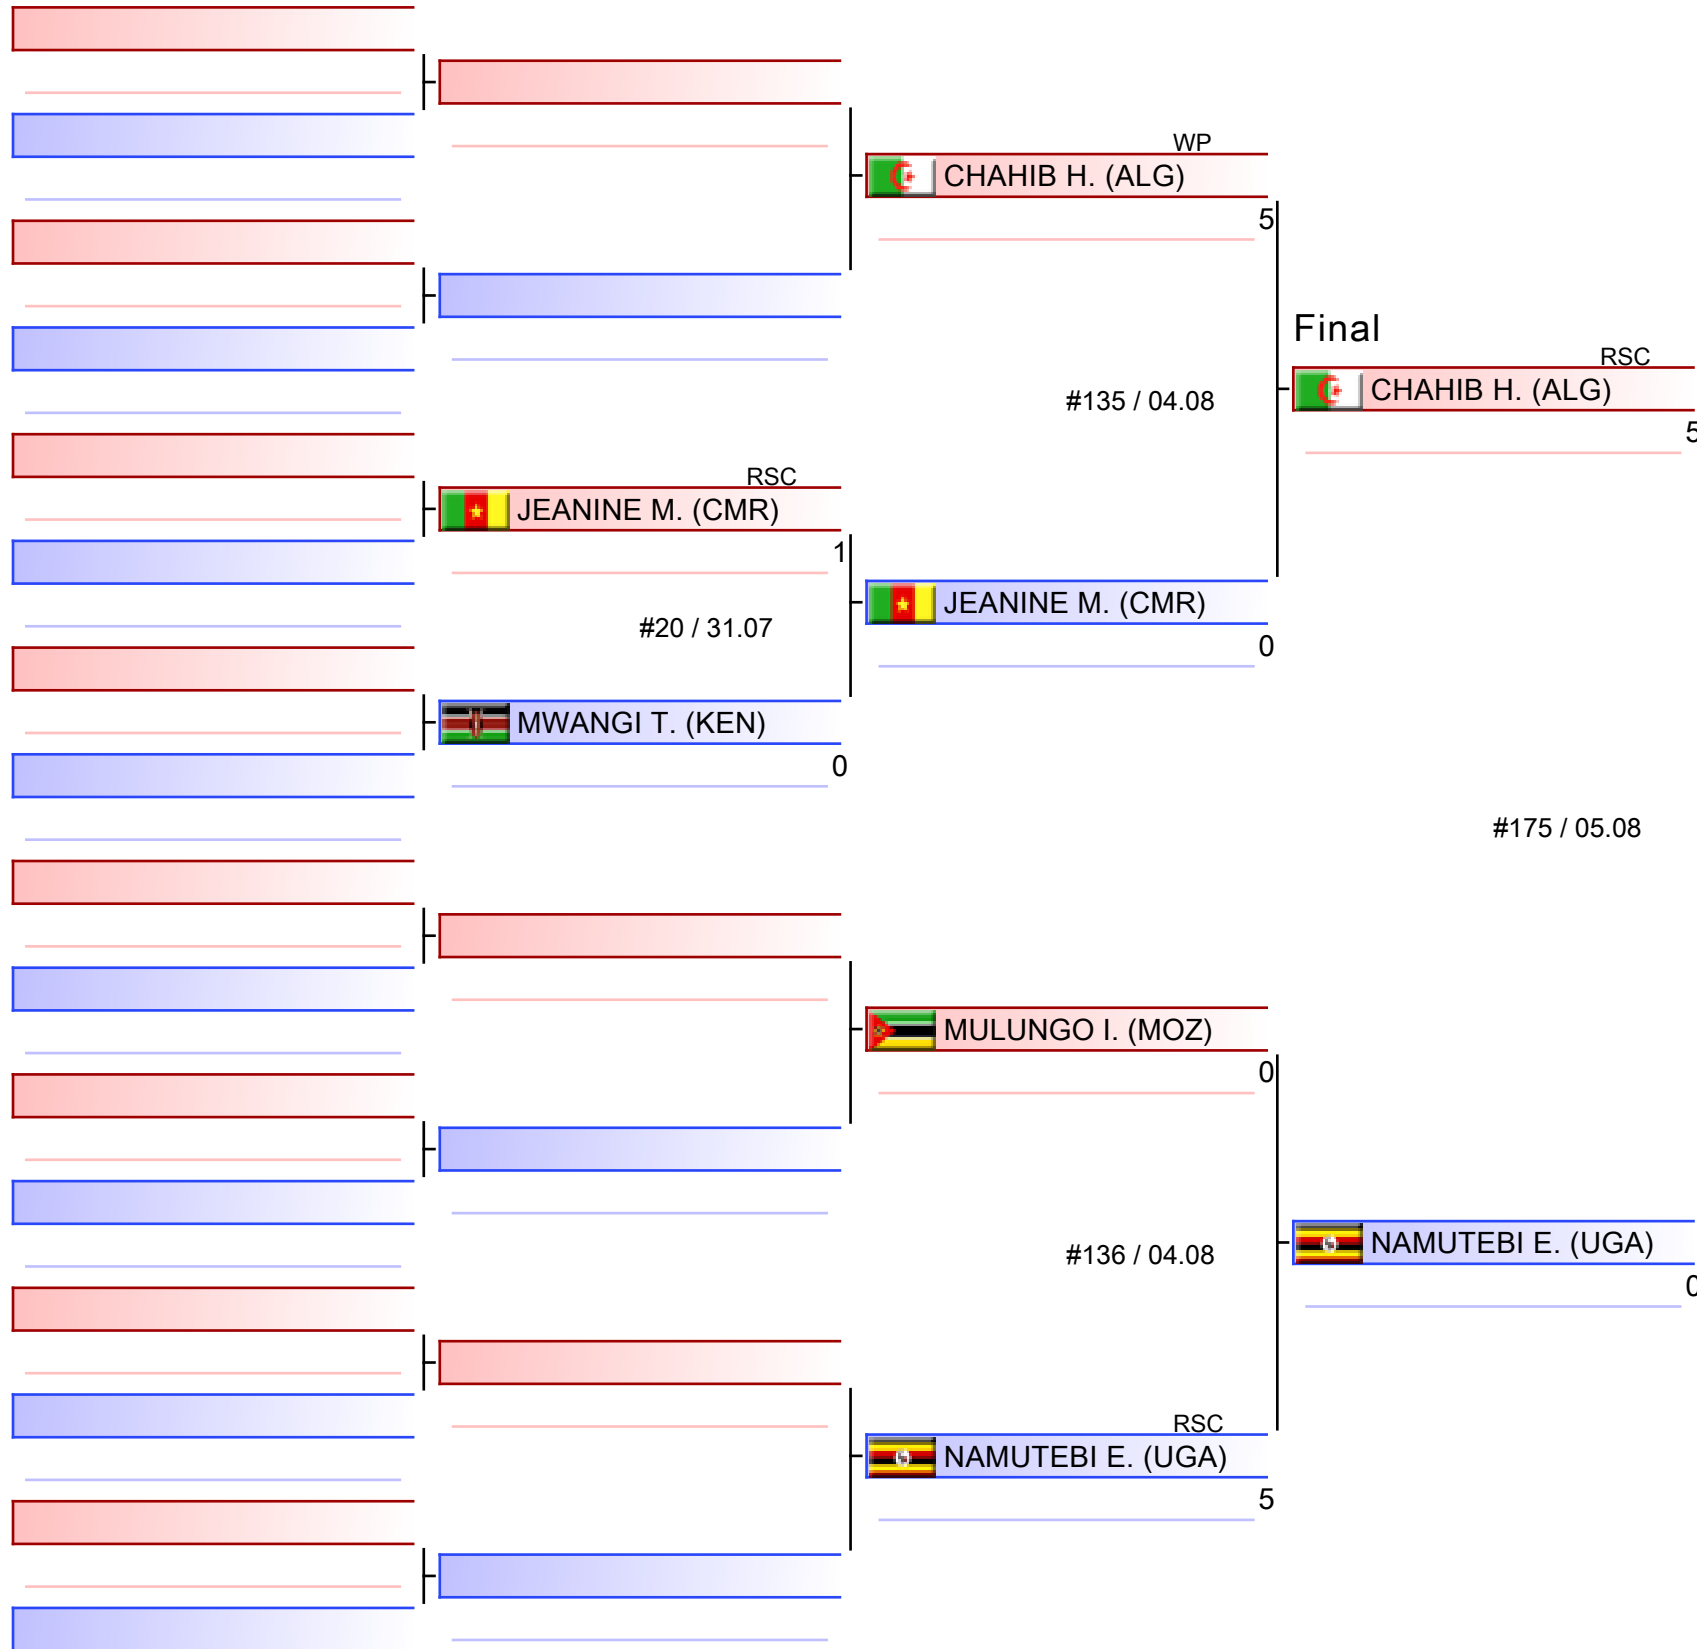 WP
CHAHIB H. (ALG)
5
Final
RSC
#135 / 04.08
CHAHIB H. (ALG)
5
RSC
JEANINE M. (CMR)
1
JEANINE M. (CMR)
#20 / 31.07
0
MWANGI T. (KEN)
0
#175 / 05.08
MULUNGO I. (MOZ)
0
#136 / 04.08
NAMUTEBI E. (UGA)
0
RSC
NAMUTEBI E. (UGA)
5